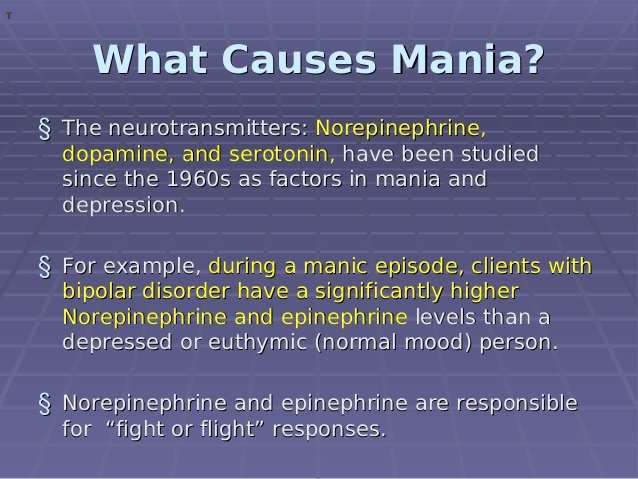 T
What Causes Mania?
§ The neurotransmitters: Norepinephrine,
dopamine, and serotonin, have been studied
since the 1960s as factors in mania and
depression.
§ For example, during a manic episode, clients with
bipolar disorder have a significantly higher
Norepinephrine and epinephrine levels than a
depressed or euthymic (normal mood) person.
§ Norepinephrine and epinephrine are responsible
for “fight or flight” responses.